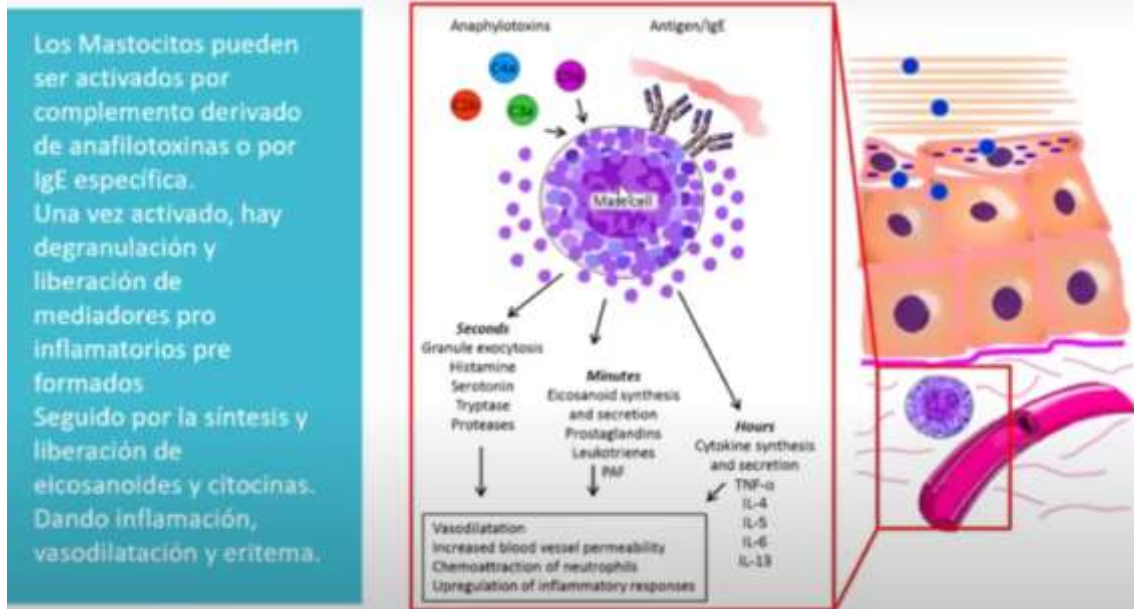 Los Mastocitos pueden
ser activados por
complemento derivado
de anafilotoxinas o por
IgE específica.
Una vez activado, hay
degranulación y
liberación de
mediadores pro
inflamatorios pre
formados
Seguido por la síntesis y
liberación de
eicosanoides y citocinas.
Dando inflamación,
vasodilatación y eritema.
Anaphylotoxins
Antigen/IgE
C4a
Mast cell
Seconds
Granule exocytosis
Histamine
Serotonin
Tryptase
Proteases
Minutes
Eicosanoid synthesis
and secretion
Prostaglandins
Leukotrienes
PAF
Hours
Cytokine synthesis
and secretion
TNF-α
IL-4
IL-5
IL-6
IL-13
Vasodilatation
Increased blood vessel permeability
Chemoattraction of neutrophils
Upregulation of inflammatory responses